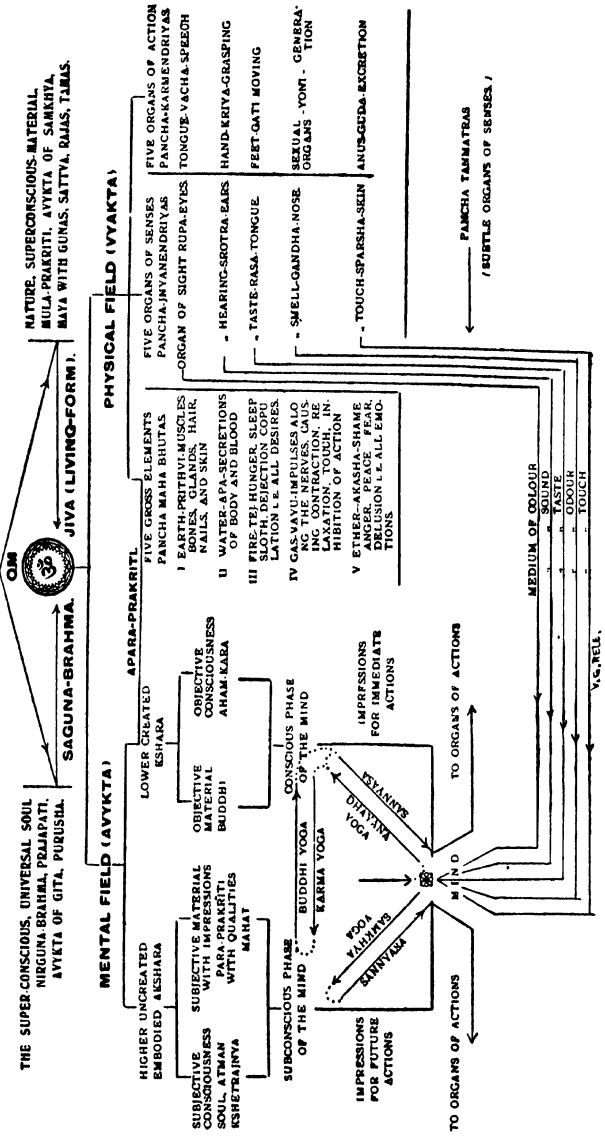 OM
ॐ
THE SUPER-CONSCIOUS, UNIVERSAL SOUL
NIRGUNA-BRAHMA, PRAJAPATI,
AVYKTA OF GITA, PURUSHA.
NATURE, SUPERCONSCIOUS-MATERIAL,
MULA-PRAKRITI, AVYKTA OF SAMKHYA,
MAYA WITH GUNAS, SATTVA, RAJAS, TAMAS.
SAGUNA-BRAHMA.
JIVA (LIVING-FORM).
MENTAL FIELD (AVYKTA)
PHYSICAL FIELD (VYAKTA)
APARA-PRAKRITI.
HIGHER UNCREATED
EMBODIED AKSHARA
LOWER CREATED
KSHARA
SUBJECTIVE
CONSCIOUSNESS
SOUL, ATMAN
KSHETRAJNYA
SUBJECTIVE MATERIAL
WITH IMPRESSIONS
PARA-PRAKRITI
WITH QUALITIES
MAHAT
OBJECTIVE
MATERIAL
BUDDHI
OBJECTIVE
CONSCIOUSNESS
AHAM-KARA
SUBCONSCIOUS PHASE
OF THE MIND
CONSCIOUS PHASE
OF THE MIND
BUDDHI YOGA
KARMA YOGA
IMPRESSIONS
FOR FUTURE
ACTIONS
SAMKHYA
YOGA
SANNYASA
DHAYANA
YOGA
SANNYASA
IMPRESSIONS
FOR IMMEDIATE
ACTIONS
MIND
TO ORGANS OF ACTIONS
TO ORGANS OF ACTIONS
FIVE GROSS ELEMENTS
PANCHA MAHA BHUTAS.
I EARTH-PRITHVI-MUSCLES
BONES, GLANDS, HAIR,
NAILS, AND SKIN
II WATER-APA-SECRETIONS
OF BODY AND BLOOD
III FIRE-TEJ-HUNGER, SLEEP
SLOTH, DEJECTION COPU
LATION i.e. ALL DESIRES.
IV GAS-VAYU-IMPULSES ALO
NG THE NERVES, CAUS-
ING CONTRACTION, RE
LAXATION, TOUCH, IN-
HIBITION OF ACTION
V ETHER--AKASHA-SHAME
ANGER, PEACE, FEAR,
DELUSION i.e. ALL EMO-
TIONS.
FIVE ORGANS OF SENSES
PANCHA-JNYANENDRIYAS
ORGAN OF SIGHT RUPA-EYES
„ HEARING-SROTRA-EARS
„ TASTE-RASA-TONGUE
„ SMELL-GANDHA-NOSE
„ TOUCH-SPARSHA-SKIN
FIVE ORGANS OF ACTION
PANCHA-KARMENDRIYAS
TONGUE-VACHA-SPEECH
HAND-KRIYA-GRASPING
FEET-GATI MOVING
SEXUAL -YONI - GENERA-
ORGANS TION
ANUS-GUDA-EXCRETION
MEDIUM OF COLOUR
„ SOUND
„ TASTE
„ ODOUR
„ TOUCH
PANCHA TANMATRAS
(SUBTLE ORGANS OF SENSES.)
V.G. RELE.